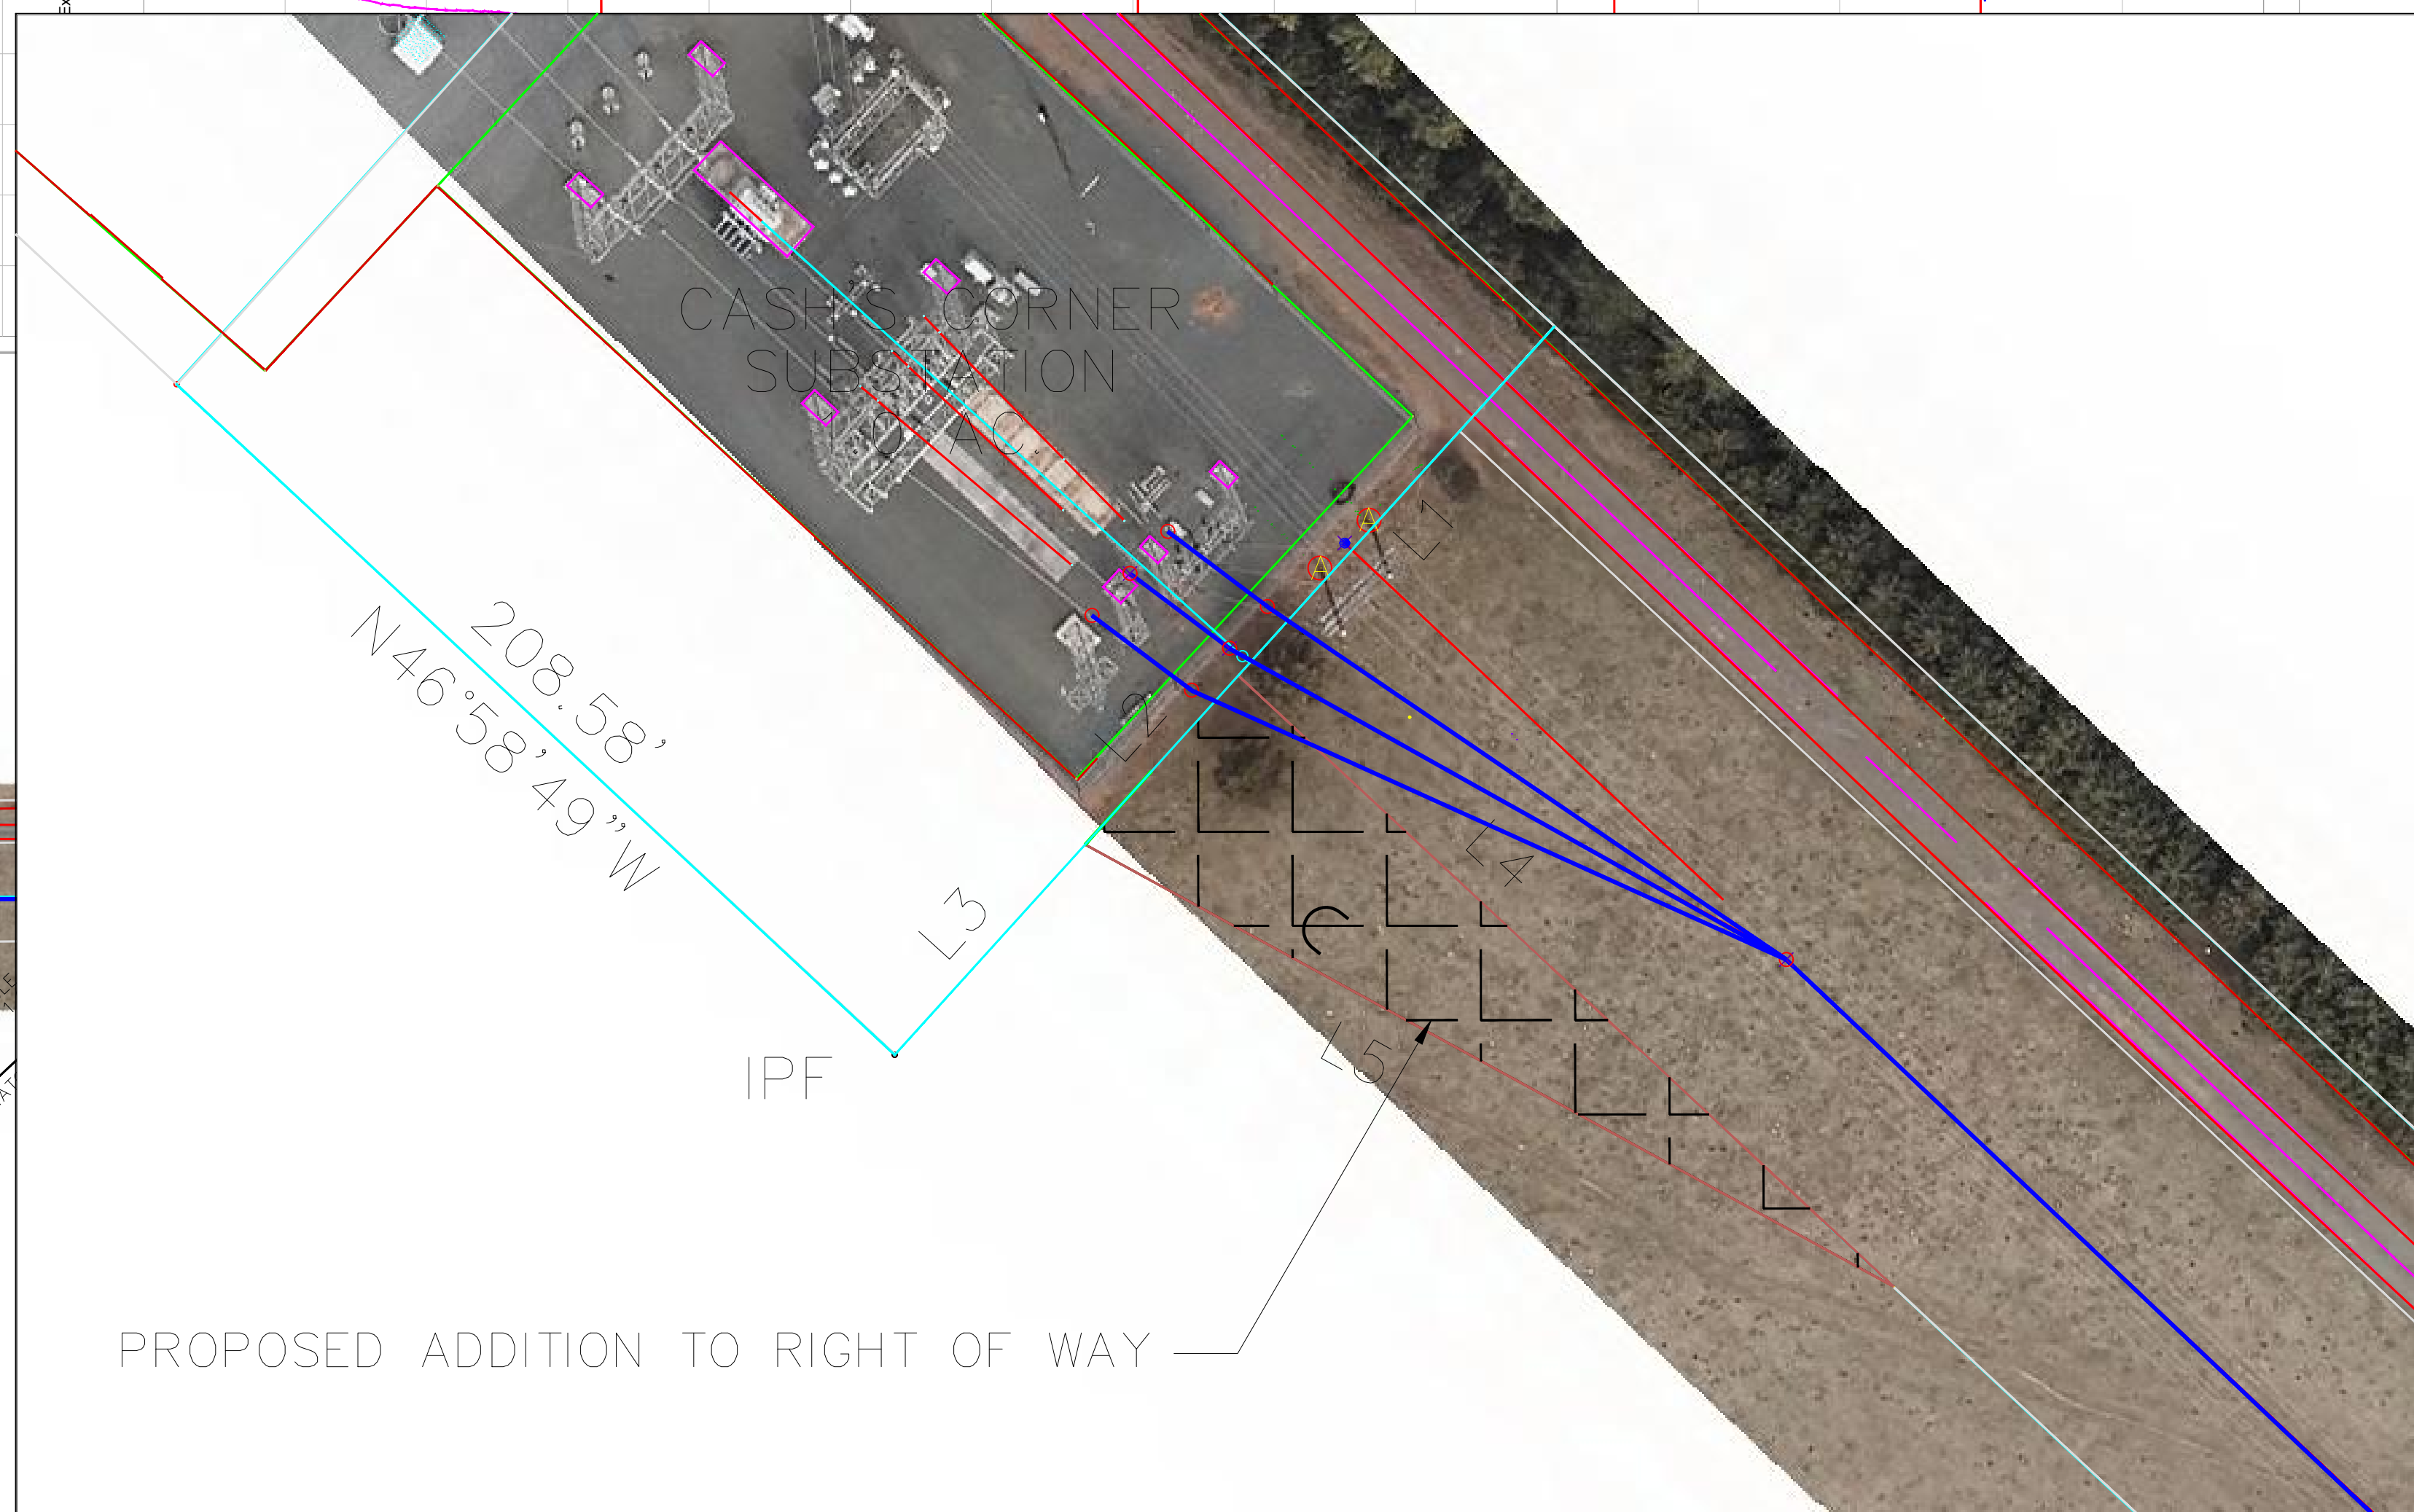 Ex
CASH'S CORNER
SUBSTATION
1.0 AC.
A
A
L1
L2
208.58'
N46°58'49"W
L3
L4
L5
IPF
PROPOSED ADDITION TO RIGHT OF WAY